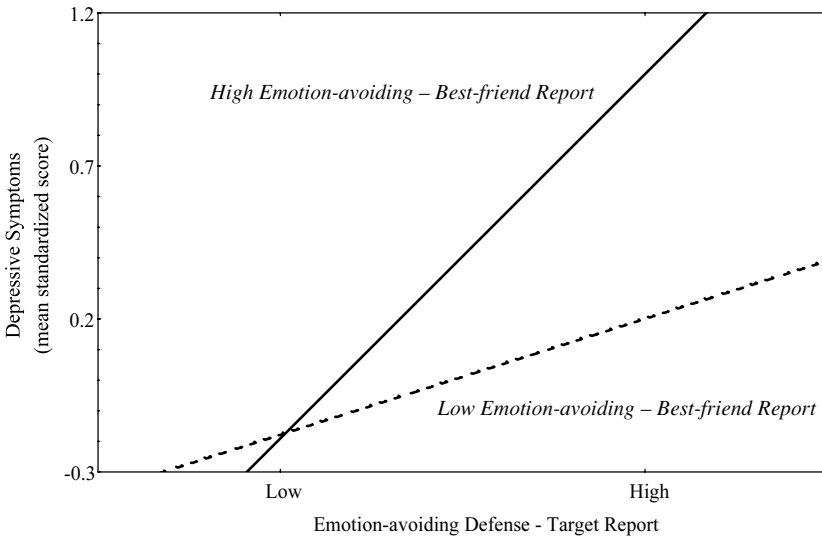 1.2
High Emotion-avoiding – Best-friend Report
0.7
Depressive Symptoms
(mean standardized score)
0.2
Low Emotion-avoiding – Best-friend Report
-0.3
Low
High
Emotion-avoiding Defense - Target Report